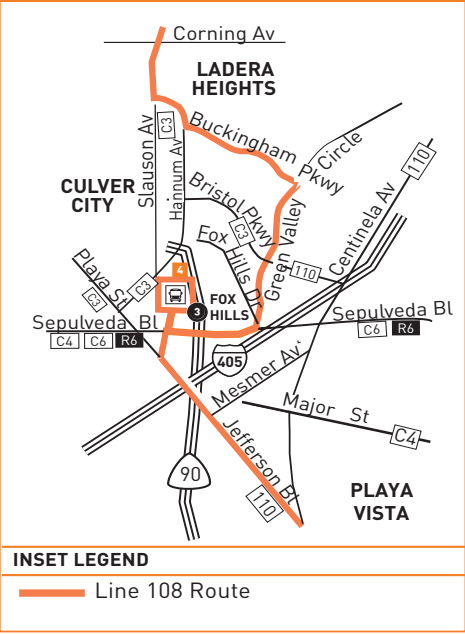 Corning Av
LADERA
HEIGHTS
Slauson Av
C3
Hannum Av
Buckingham Pkwy
Circle
110
CULVER
CITY
Bristol Pkwy
C3
Fox Hills Dr
Green Valley
Centinela Av
110
Playa St
C3
C3
4
3
FOX
HILLS
Sepulveda Bl
C4 C6 R6
Sepulveda Bl
C6 R6
405
Mesmer Av
Major St
C4
90
Jefferson Bl
110
PLAYA
VISTA
INSET LEGEND
Line 108 Route